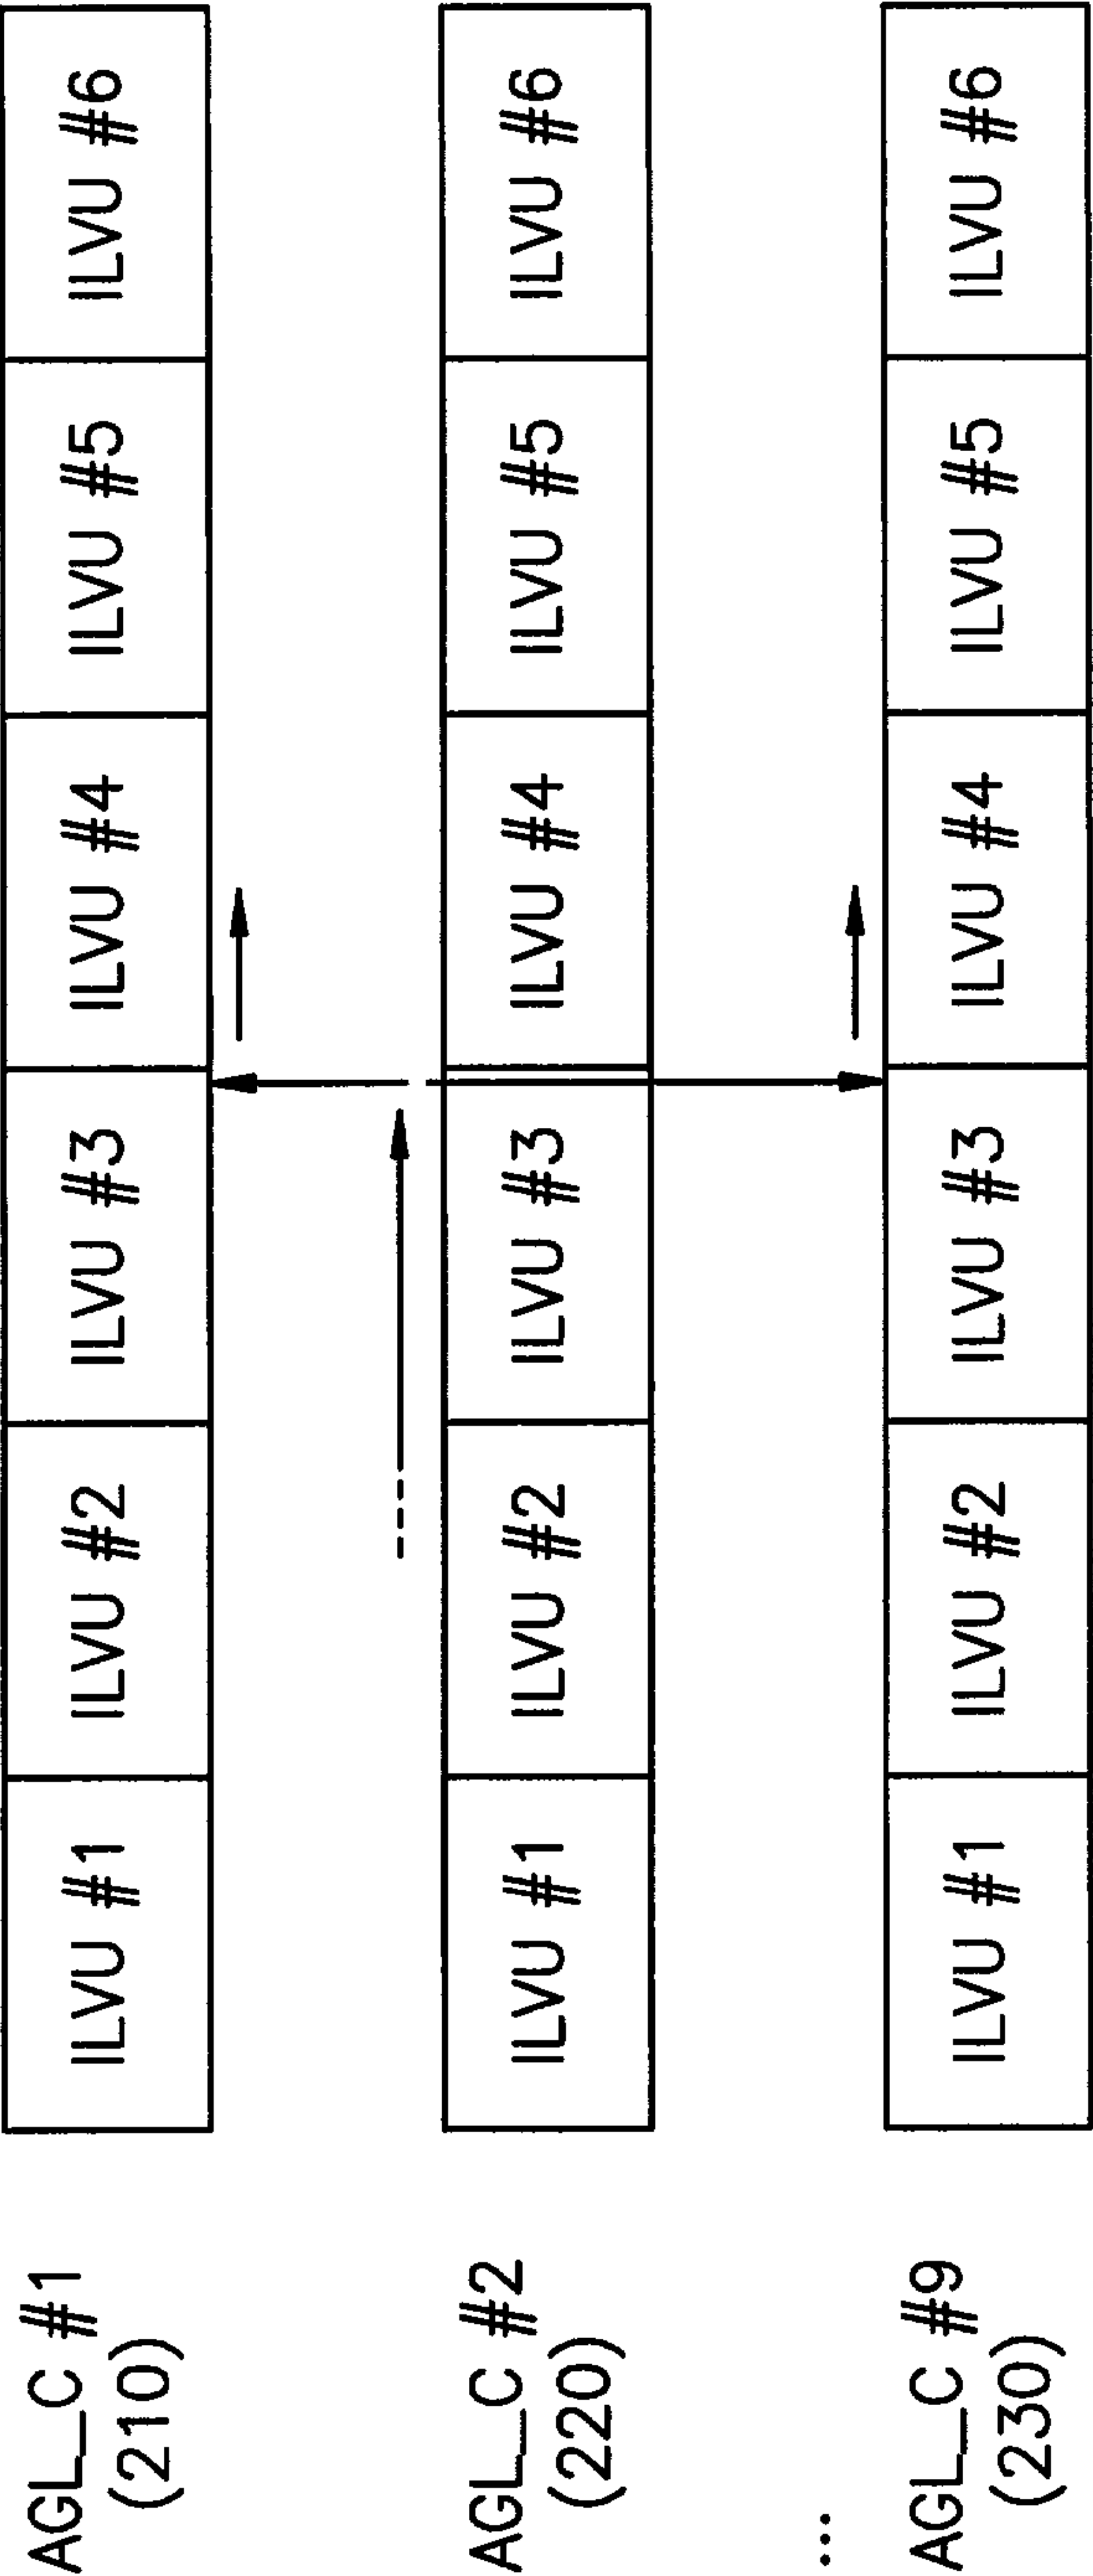 AGL_C #1
(210)
ILVU #1
ILVU #2
ILVU #3
ILVU #4
ILVU #5
ILVU #6
AGL_C #2
(220)
ILVU #1
ILVU #2
ILVU #3
ILVU #4
ILVU #5
ILVU #6
...
AGL_C #9
(230)
ILVU #1
ILVU #2
ILVU #3
ILVU #4
ILVU #5
ILVU #6